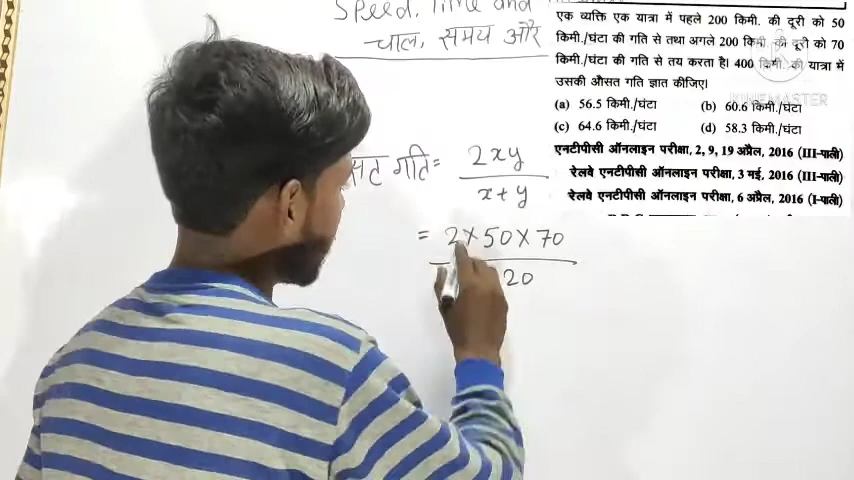 Speed, Time and
चाल, समय और
एक व्यक्ति एक यात्रा में पहले 200 किमी. की दूरी को 50
किमी./घंटा की गति से तथा अगले 200 किमी. की दूरी को 70
किमी./घंटा की गति से तय करता है। 400 किमी. की यात्रा में
उसकी औसत गति ज्ञात कीजिए।
KINEMASTER
(a) 56.5 किमी./घंटा (b) 60.6 किमी./घंटा
(c) 64.6 किमी./घंटा (d) 58.3 किमी./घंटा
एनटीपीसी ऑनलाइन परीक्षा, 2, 9, 19 अप्रैल, 2016 (III-पाली)
रेलवे एनटीपीसी ऑनलाइन परीक्षा, 3 मई, 2016 (III-पाली)
रेलवे एनटीपीसी ऑनलाइन परीक्षा, 6 अप्रैल, 2016 (I-पाली)
गति = 2xy
x+y
= 2×50×70
20